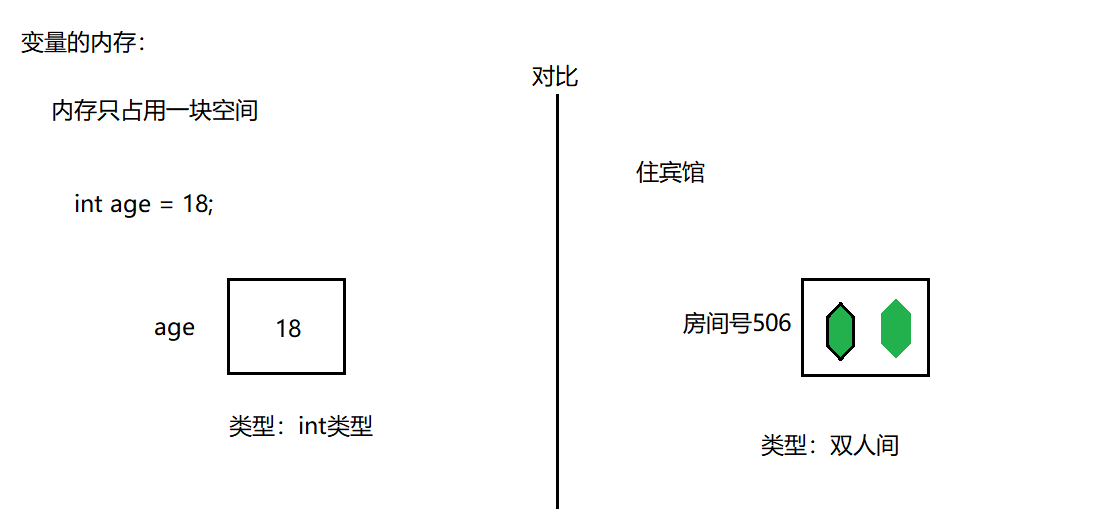 变量的内存：
内存只占用一块空间
int age = 18;
age
18
类型：int类型
对比
住宾馆
房间号506
类型：双人间